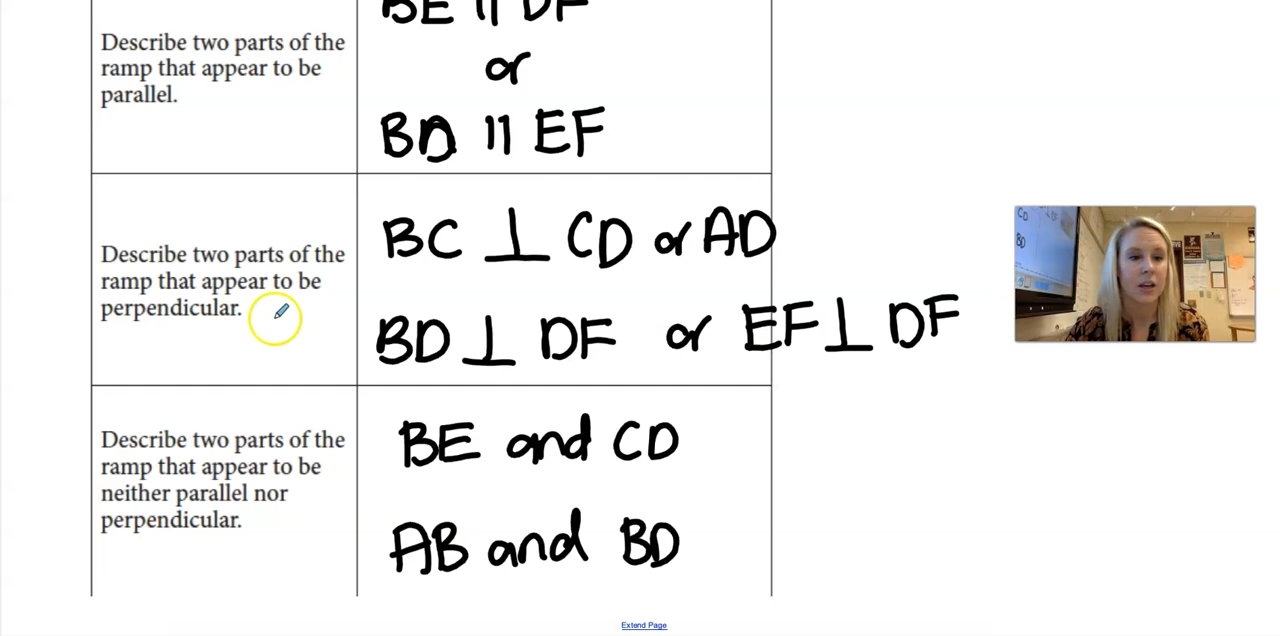 BE || DF
Describe two parts of the
ramp that appear to be
parallel.
or
BD || EF
Describe two parts of the
ramp that appear to be
perpendicular.
BC ⊥ CD or AD
BD ⊥ DF or EF ⊥ DF
Describe two parts of the
ramp that appear to be
neither parallel nor
perpendicular.
BE and CD
AB and BD
Extend Page